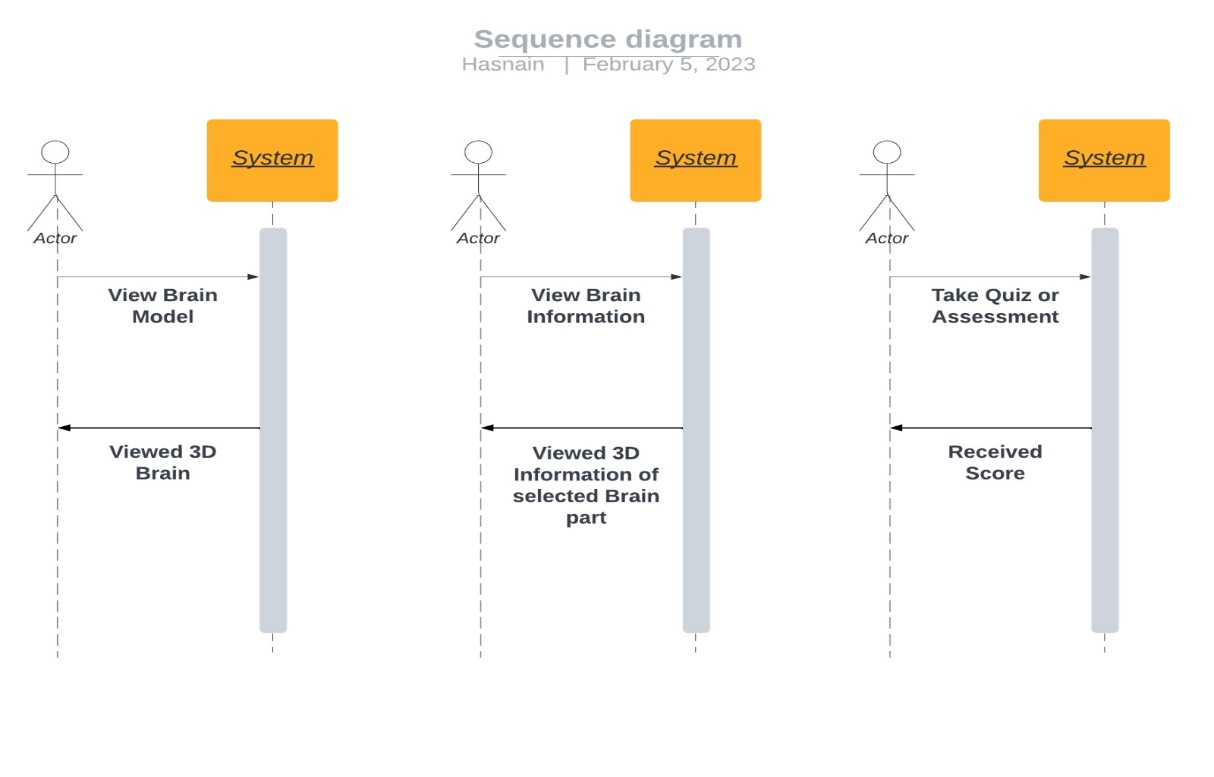 Sequence diagram
Hasnain | February 5, 2023
System
System
System
Actor
Actor
Actor
View Brain
Model
View Brain
Information
Take Quiz or
Assessment
Viewed 3D
Brain
Viewed 3D
Information of
selected Brain
part
Received
Score